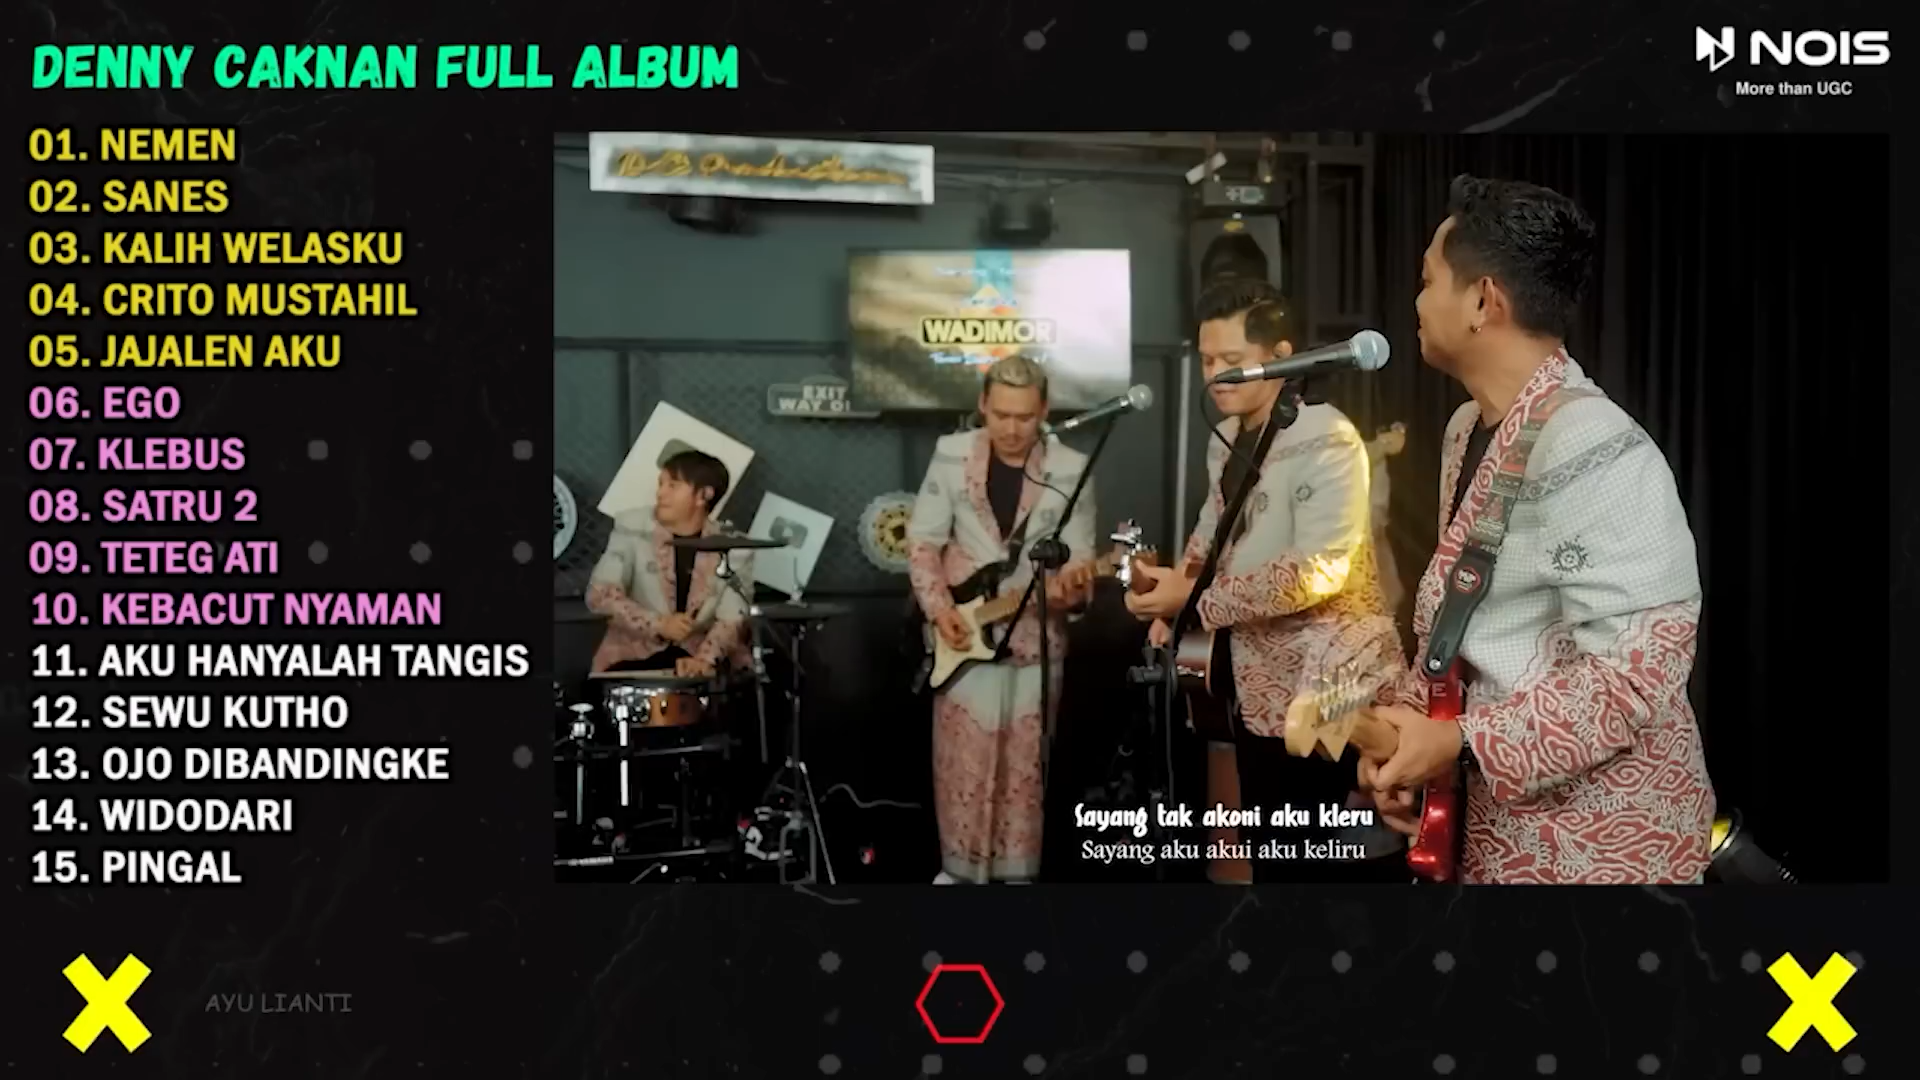 DENNY CAKNAN FULL ALBUM
NOIS
More than UGC
01. NEMEN
02. SANES
03. KALIH WELASKU
04. CRITO MUSTAHIL
05. JAJALEN AKU
06. EGO
07. KLEBUS
08. SATRU 2
09. TETEG ATI
10. KEBACUT NYAMAN
11. AKU HANYALAH TANGIS
12. SEWU KUTHO
13. OJO DIBANDINGKE
14. WIDODARI
15. PINGAL
WADIMOR
EXIT
WAY O
Sayang tak akoni aku kleru
Sayang aku akui aku keliru
AYU LIANTI